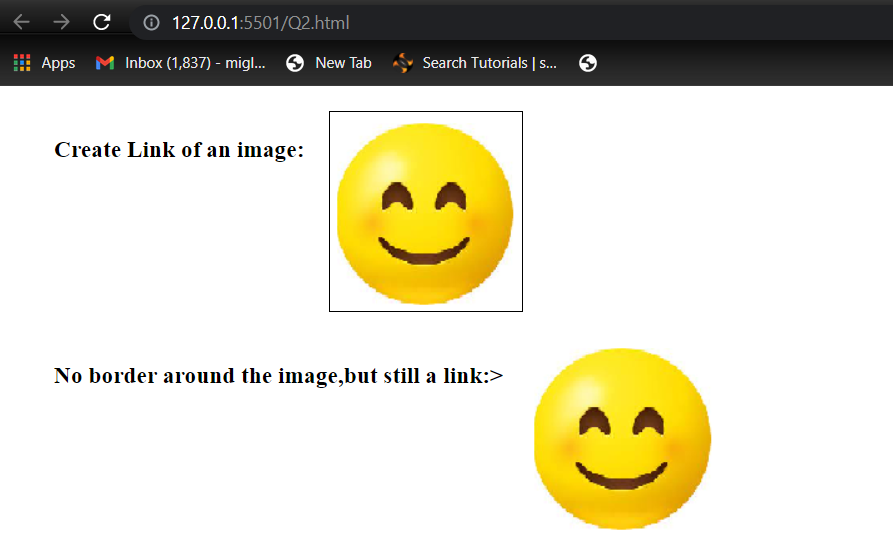 127.0.0.1:5501/Q2.html
Apps Inbox (1,837) - migl... New Tab Search Tutorials | s...
Create Link of an image:
No border around the image,but still a link:>